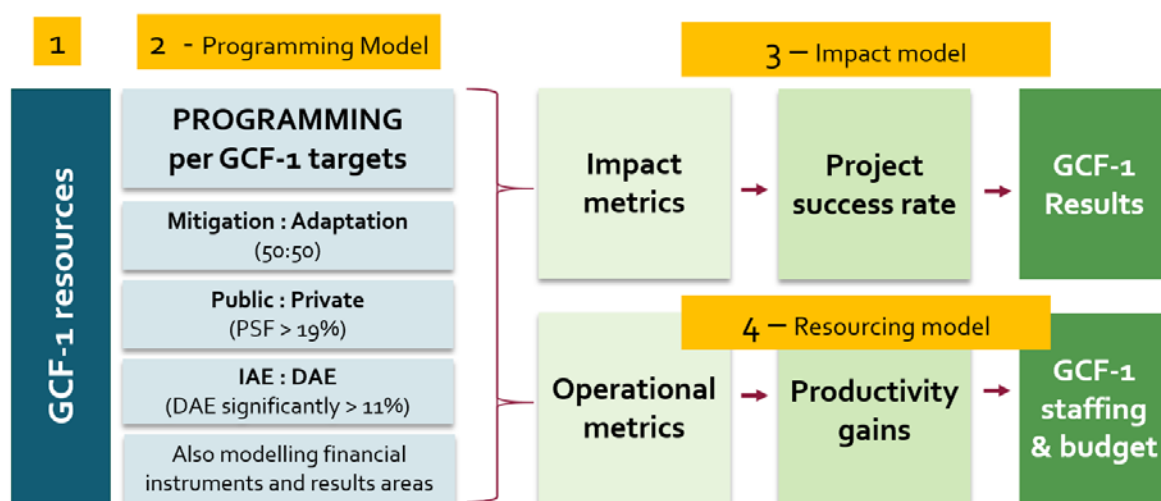 1
2 - Programming Model
3 – Impact model
GCF-1 resources
PROGRAMMING
per GCF-1 targets
Mitigation : Adaptation
(50:50)
Public : Private
(PSF > 19%)
IAE : DAE
(DAE significantly > 11%)
Also modelling financial
instruments and results areas
Impact
metrics
Project
success rate
GCF-1
Results
4 – Resourcing model
Operational
metrics
Productivity
gains
GCF-1
staffing
& budget